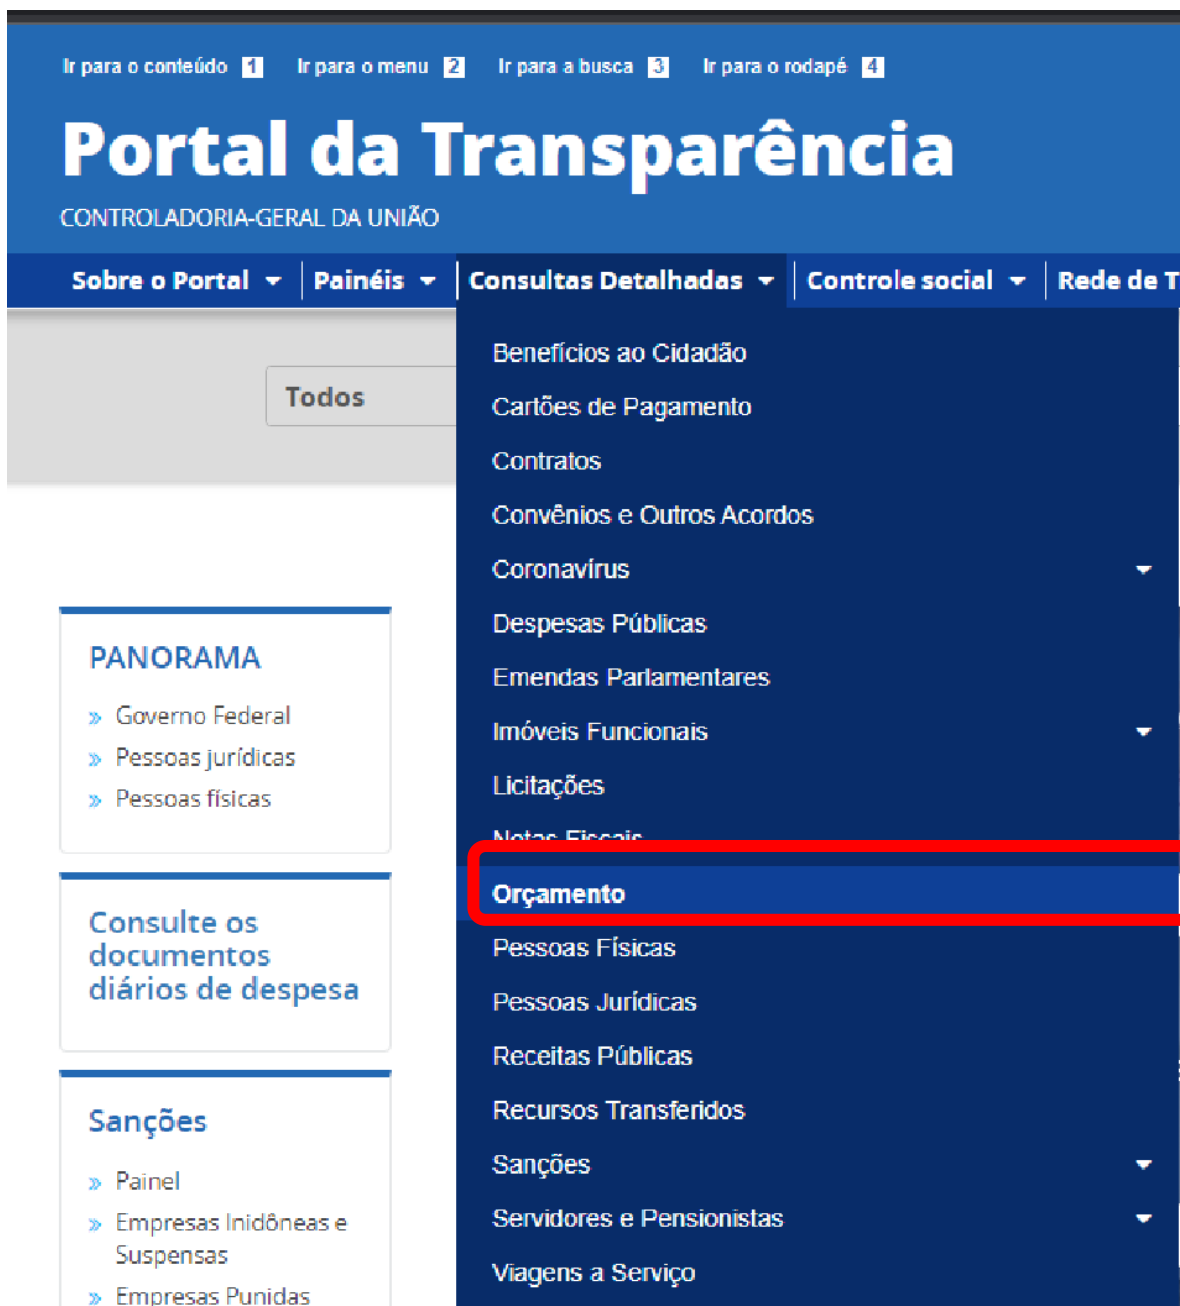 Ir para o conteúdo 1 Ir para o menu 2 Ir para a busca 3 Ir para o rodapé 4
Portal da Transparência
CONTROLADORIA-GERAL DA UNIÃO
Sobre o Portal Painéis Consultas Detalhadas Controle social Rede de T
Todos
Benefícios ao Cidadão
Cartões de Pagamento
Contratos
Convênios e Outros Acordos
Coronavírus
Despesas Públicas
Emendas Parlamentares
Imóveis Funcionais
Licitações
Notas Fiscais
Orçamento
Pessoas Físicas
Pessoas Jurídicas
Receitas Públicas
Recursos Transferidos
Sanções
Servidores e Pensionistas
Viagens a Serviço
PANORAMA
» Governo Federal
» Pessoas jurídicas
» Pessoas físicas
Consulte os
documentos
diários de despesa
Sanções
» Painel
» Empresas Inidôneas e
Suspensas
» Empresas Punidas